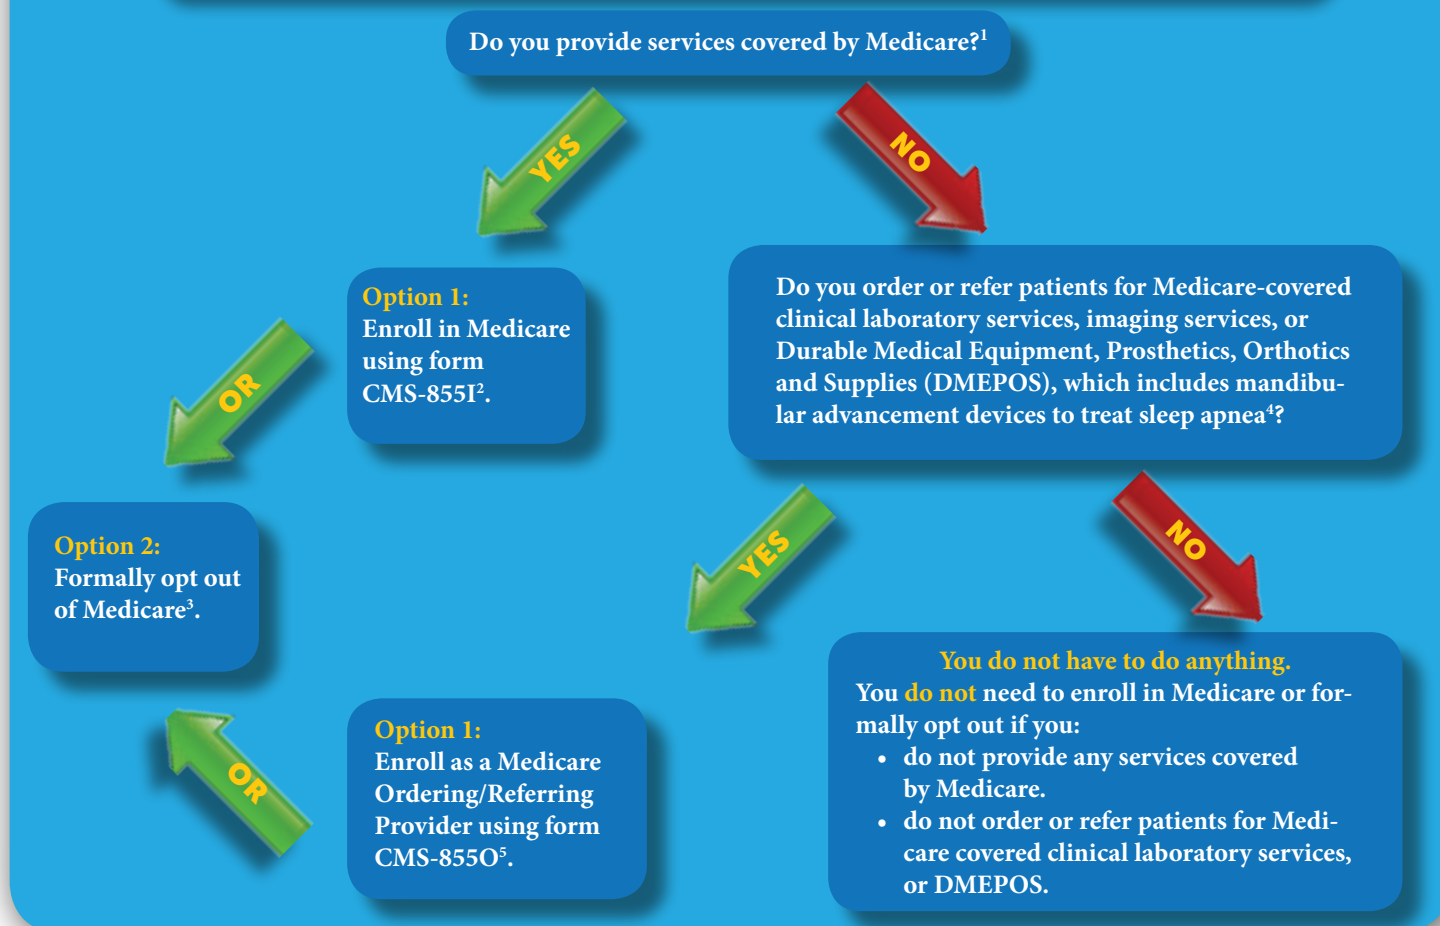 Do you provide services covered by Medicare?¹
YES
NO
Option 1:
Enroll in Medicare
using form
CMS-855I².
Do you order or refer patients for Medicare-covered
clinical laboratory services, imaging services, or
Durable Medical Equipment, Prosthetics, Orthotics
and Supplies (DMEPOS), which includes mandibu-
lar advancement devices to treat sleep apnea⁴?
OR
Option 2:
Formally opt out
of Medicare³.
YES
NO
OR
Option 1:
Enroll as a Medicare
Ordering/Referring
Provider using form
CMS-855O⁵.
You do not have to do anything.
You do not need to enroll in Medicare or for-
mally opt out if you:
• do not provide any services covered
by Medicare.
• do not order or refer patients for Medi-
care covered clinical laboratory services,
or DMEPOS.